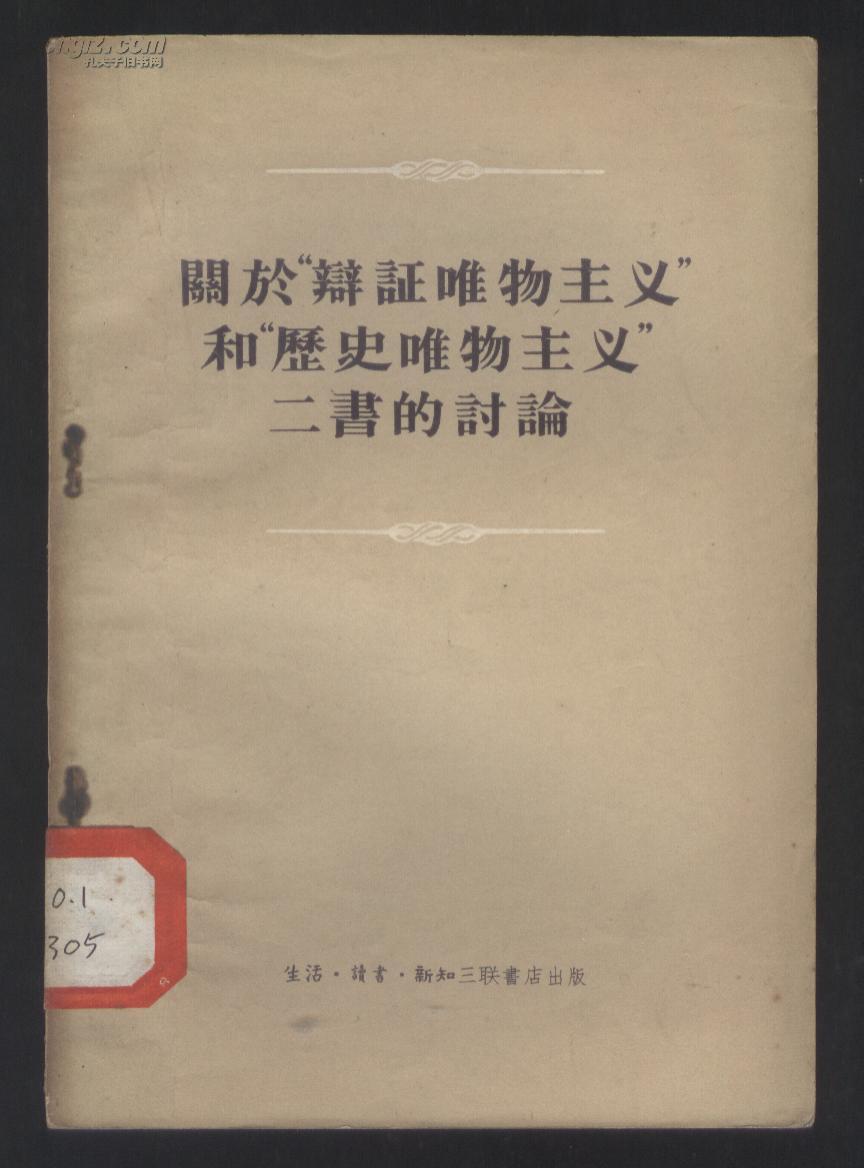 孔夫子旧书网
關於“辯証唯物主义”
和“歷史唯物主义”
二書的討論
0.1
305
生活·讀書·新知三联書店出版